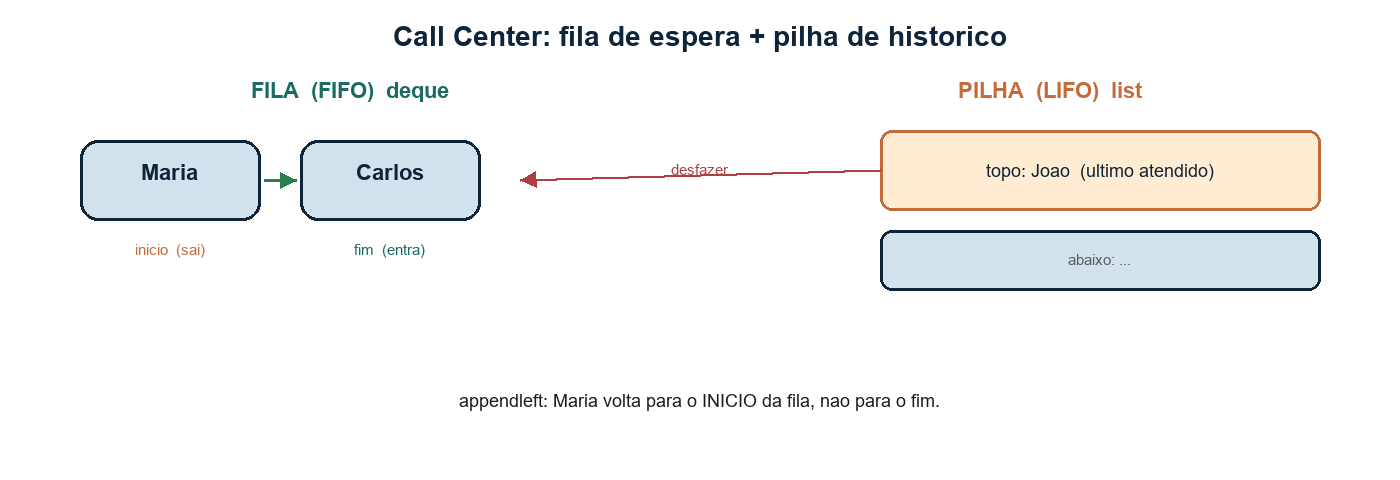 Call Center: fila de espera + pilha de historico
FILA (FIFO) deque
PILHA (LIFO) list
Maria
Carlos
desfazer
topo: Joao (ultimo atendido)
inicio (sai)
fim (entra)
abaixo: ...
appendleft: Maria volta para o INICIO da fila, nao para o fim.